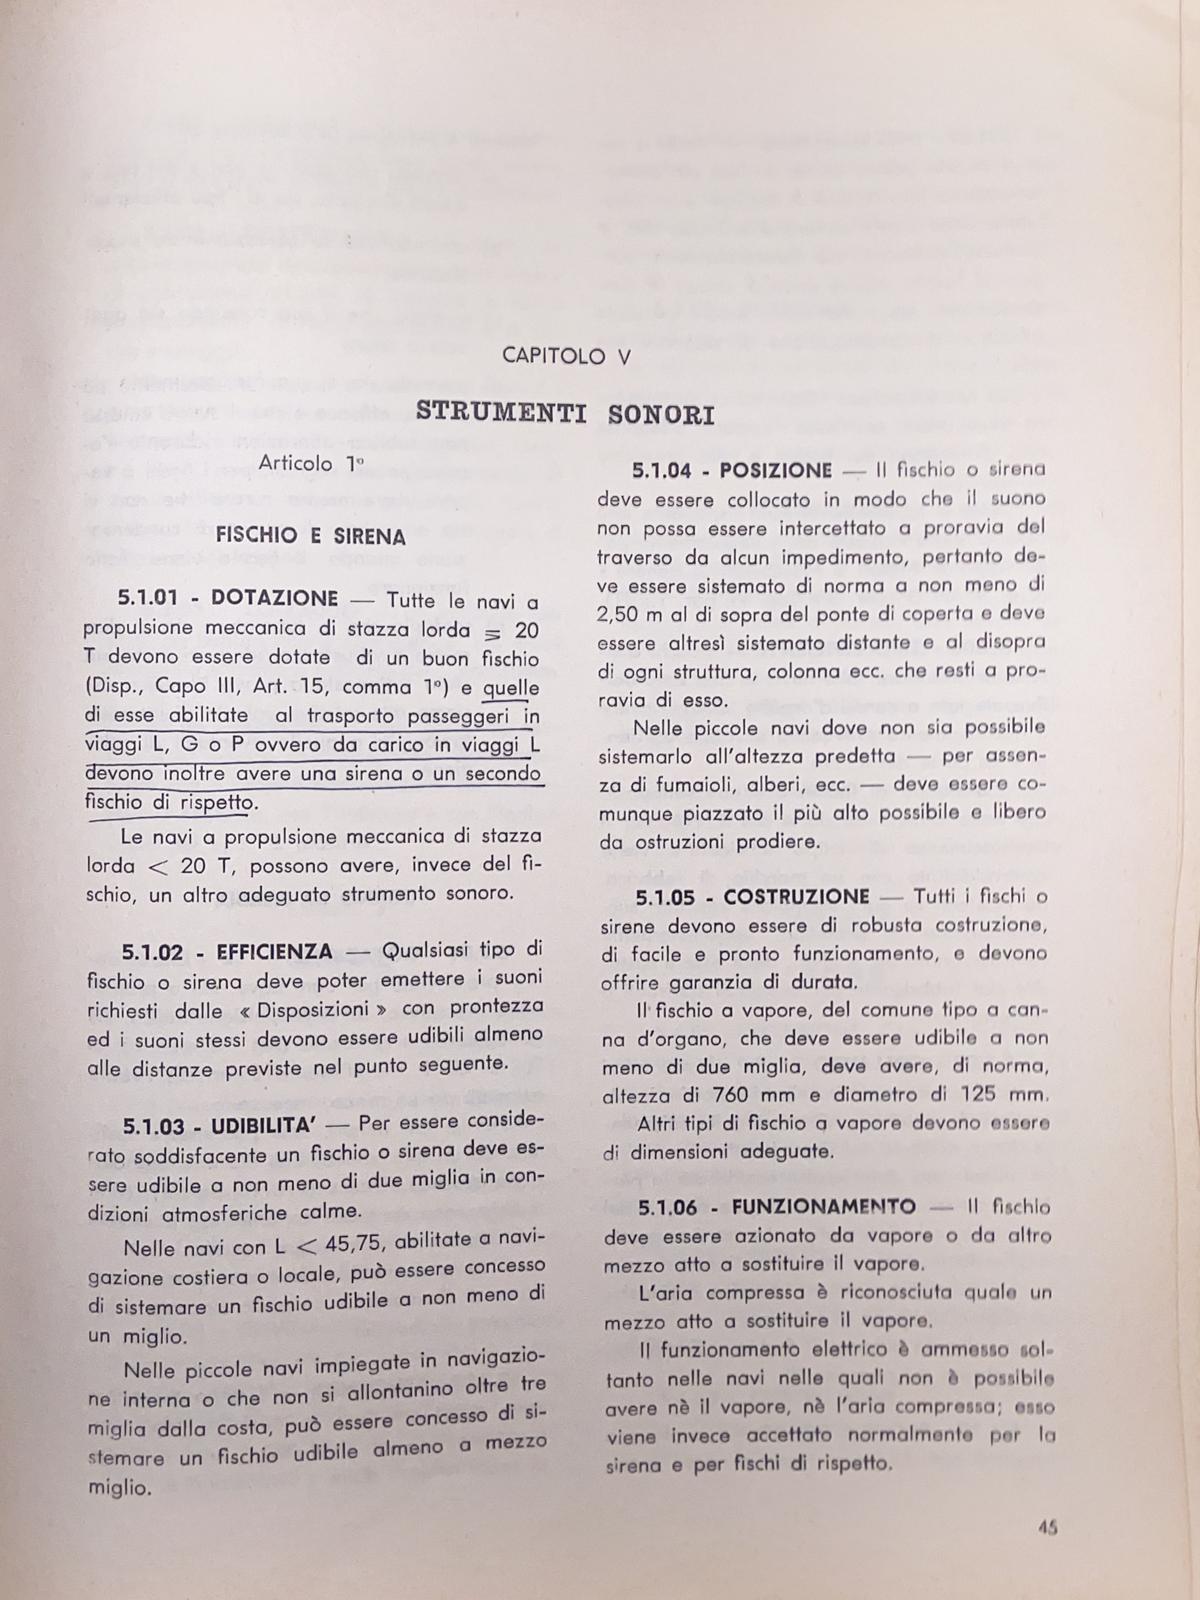 CAPITOLO V
STRUMENTI SONORI
Articolo 1º
FISCHIO E SIRENA
5.1.01 - DOTAZIONE — Tutte le navi a
propulsione meccanica di stazza lorda ⩾ 20
T devono essere dotate di un buon fischio
(Disp., Capo III, Art. 15, comma 1º) e quelle
di esse abilitate al trasporto passeggeri in
viaggi L, G o P ovvero da carico in viaggi L
devono inoltre avere una sirena o un secondo
fischio di rispetto.
Le navi a propulsione meccanica di stazza
lorda < 20 T, possono avere, invece del fi-
schio, un altro adeguato strumento sonoro.
5.1.02 - EFFICIENZA — Qualsiasi tipo di
fischio o sirena deve poter emettere i suoni
richiesti dalle « Disposizioni » con prontezza
ed i suoni stessi devono essere udibili almeno
alle distanze previste nel punto seguente.
5.1.03 - UDIBILITA' — Per essere conside-
rato soddisfacente un fischio o sirena deve es-
sere udibile a non meno di due miglia in con-
dizioni atmosferiche calme.
Nelle navi con L < 45,75, abilitate a navi-
gazione costiera o locale, può essere concesso
di sistemare un fischio udibile a non meno di
un miglio.
Nelle piccole navi impiegate in navigazio-
ne interna o che non si allontanino oltre tre
miglia dalla costa, può essere concesso di si-
stemare un fischio udibile almeno a mezzo
miglio.
5.1.04 - POSIZIONE — Il fischio o sirena
deve essere collocato in modo che il suono
non possa essere intercettato a proravia del
traverso da alcun impedimento, pertanto de-
ve essere sistemato di norma a non meno di
2,50 m al di sopra del ponte di coperta e deve
essere altresì sistemato distante e al disopra
di ogni struttura, colonna ecc. che resti a pro-
ravia di esso.
Nelle piccole navi dove non sia possibile
sistemarlo all'altezza predetta — per assen-
za di fumaioli, alberi, ecc. — deve essere co-
munque piazzato il più alto possibile e libero
da ostruzioni prodiere.
5.1.05 - COSTRUZIONE — Tutti i fischi o
sirene devono essere di robusta costruzione,
di facile e pronto funzionamento, e devono
offrire garanzia di durata.
Il fischio a vapore, del comune tipo a can-
na d'organo, che deve essere udibile a non
meno di due miglia, deve avere, di norma,
altezza di 760 mm e diametro di 125 mm.
Altri tipi di fischio a vapore devono essere
di dimensioni adeguate.
5.1.06 - FUNZIONAMENTO — Il fischio
deve essere azionato da vapore o da altro
mezzo atto a sostituire il vapore.
L'aria compressa è riconosciuta quale un
mezzo atto a sostituire il vapore.
Il funzionamento elettrico è ammesso sol-
tanto nelle navi nelle quali non è possibile
avere nè il vapore, nè l'aria compressa; esso
viene invece accettato normalmente per la
sirena e per fischi di rispetto.
45